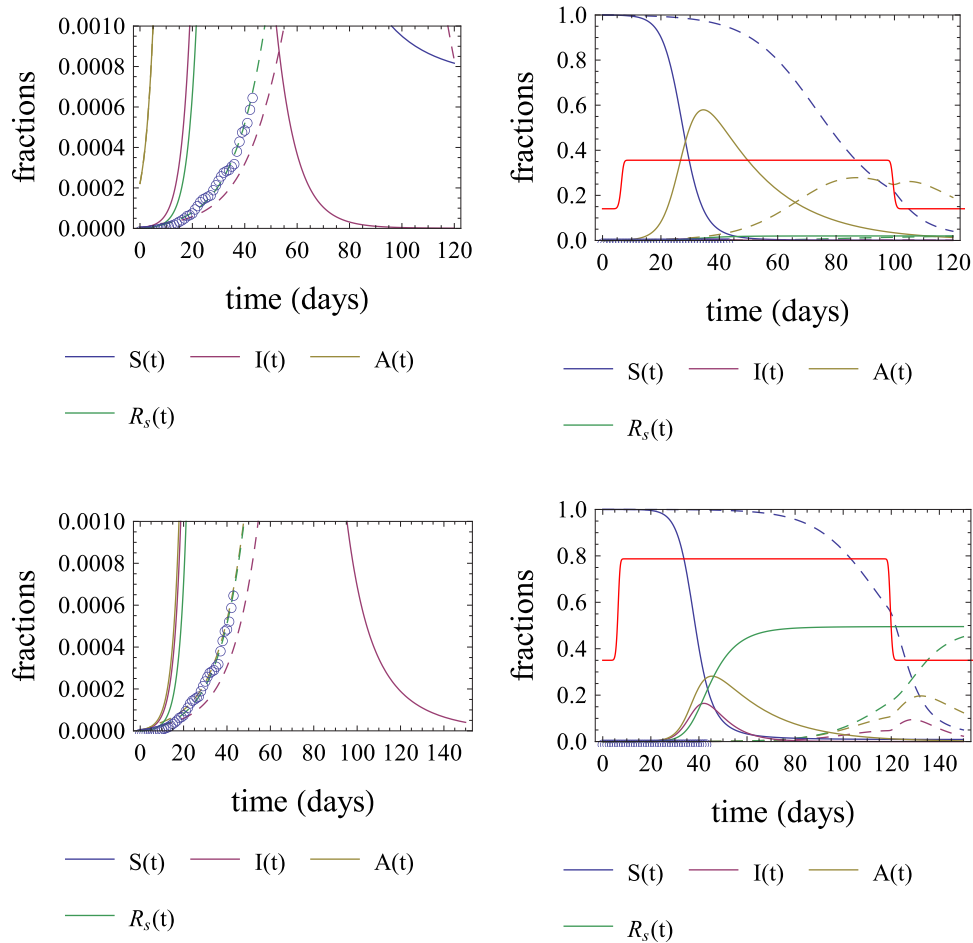 fractions
0.0010
0.0008
0.0006
0.0004
0.0002
0.0000
0 20 40 60 80 100 120
time (days)
S(t) I(t) A(t)
Rₛ(t)
fractions
1.0
0.8
0.6
0.4
0.2
0.0
0 20 40 60 80 100 120
time (days)
S(t) I(t) A(t)
Rₛ(t)
fractions
0.0010
0.0008
0.0006
0.0004
0.0002
0.0000
0 20 40 60 80 100 120 140
time (days)
S(t) I(t) A(t)
Rₛ(t)
fractions
1.0
0.8
0.6
0.4
0.2
0.0
0 20 40 60 80 100 120 140
time (days)
S(t) I(t) A(t)
Rₛ(t)